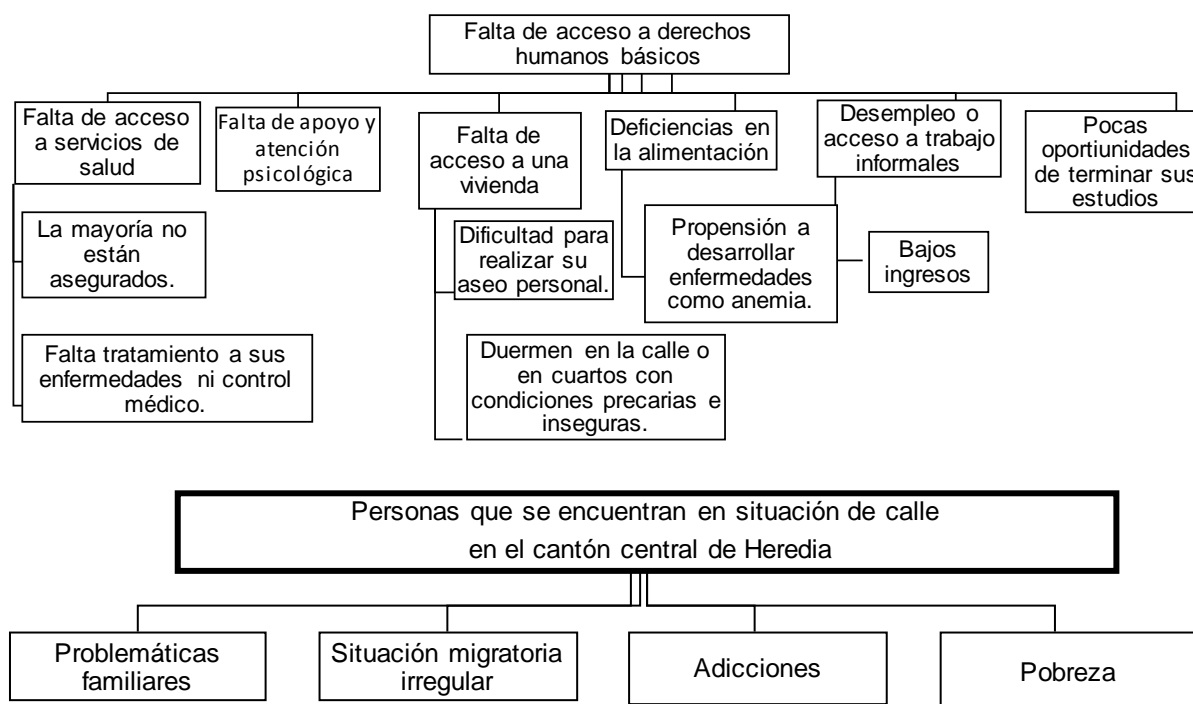 Falta de acceso a derechos
humanos básicos
Falta de acceso
a servicios de
salud
Falta de apoyo y
atención
psicológica
Falta de
acceso a una
vivienda
Deficiencias en
la alimentación
Desempleo o
acceso a trabajo
informales
Pocas
oportunidades
de terminar sus
estudios
La mayoría no
están
asegurados.
Dificultad para
realizar su
aseo personal.
Propensión a
desarrollar
enfermedades
como anemia.
Bajos
ingresos
Falta tratamiento a sus
enfermedades ni control
médico.
Duermen en la calle o
en cuartos con
condiciones precarias e
inseguras.
Personas que se encuentran en situación de calle
en el cantón central de Heredia
Problemáticas
familiares
Situación migratoria
irregular
Adicciones
Pobreza